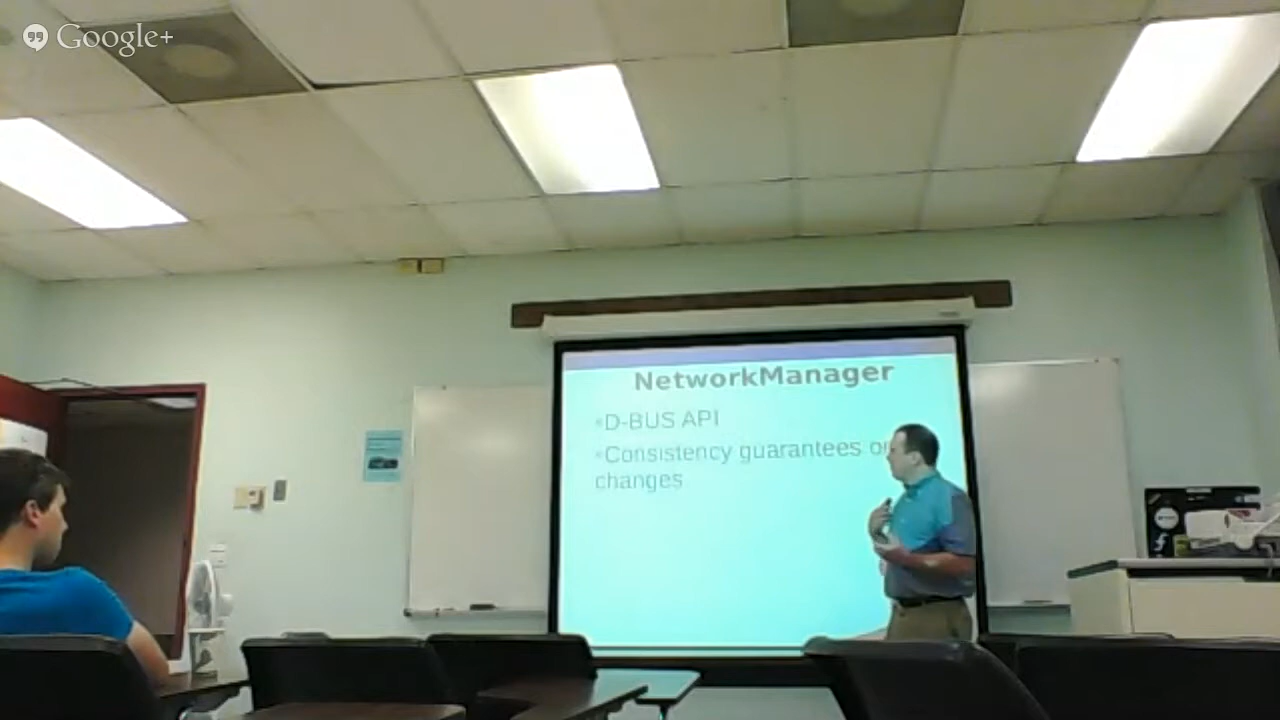 Google+
NetworkManager
D-BUS API
Consistency guarantees on
changes